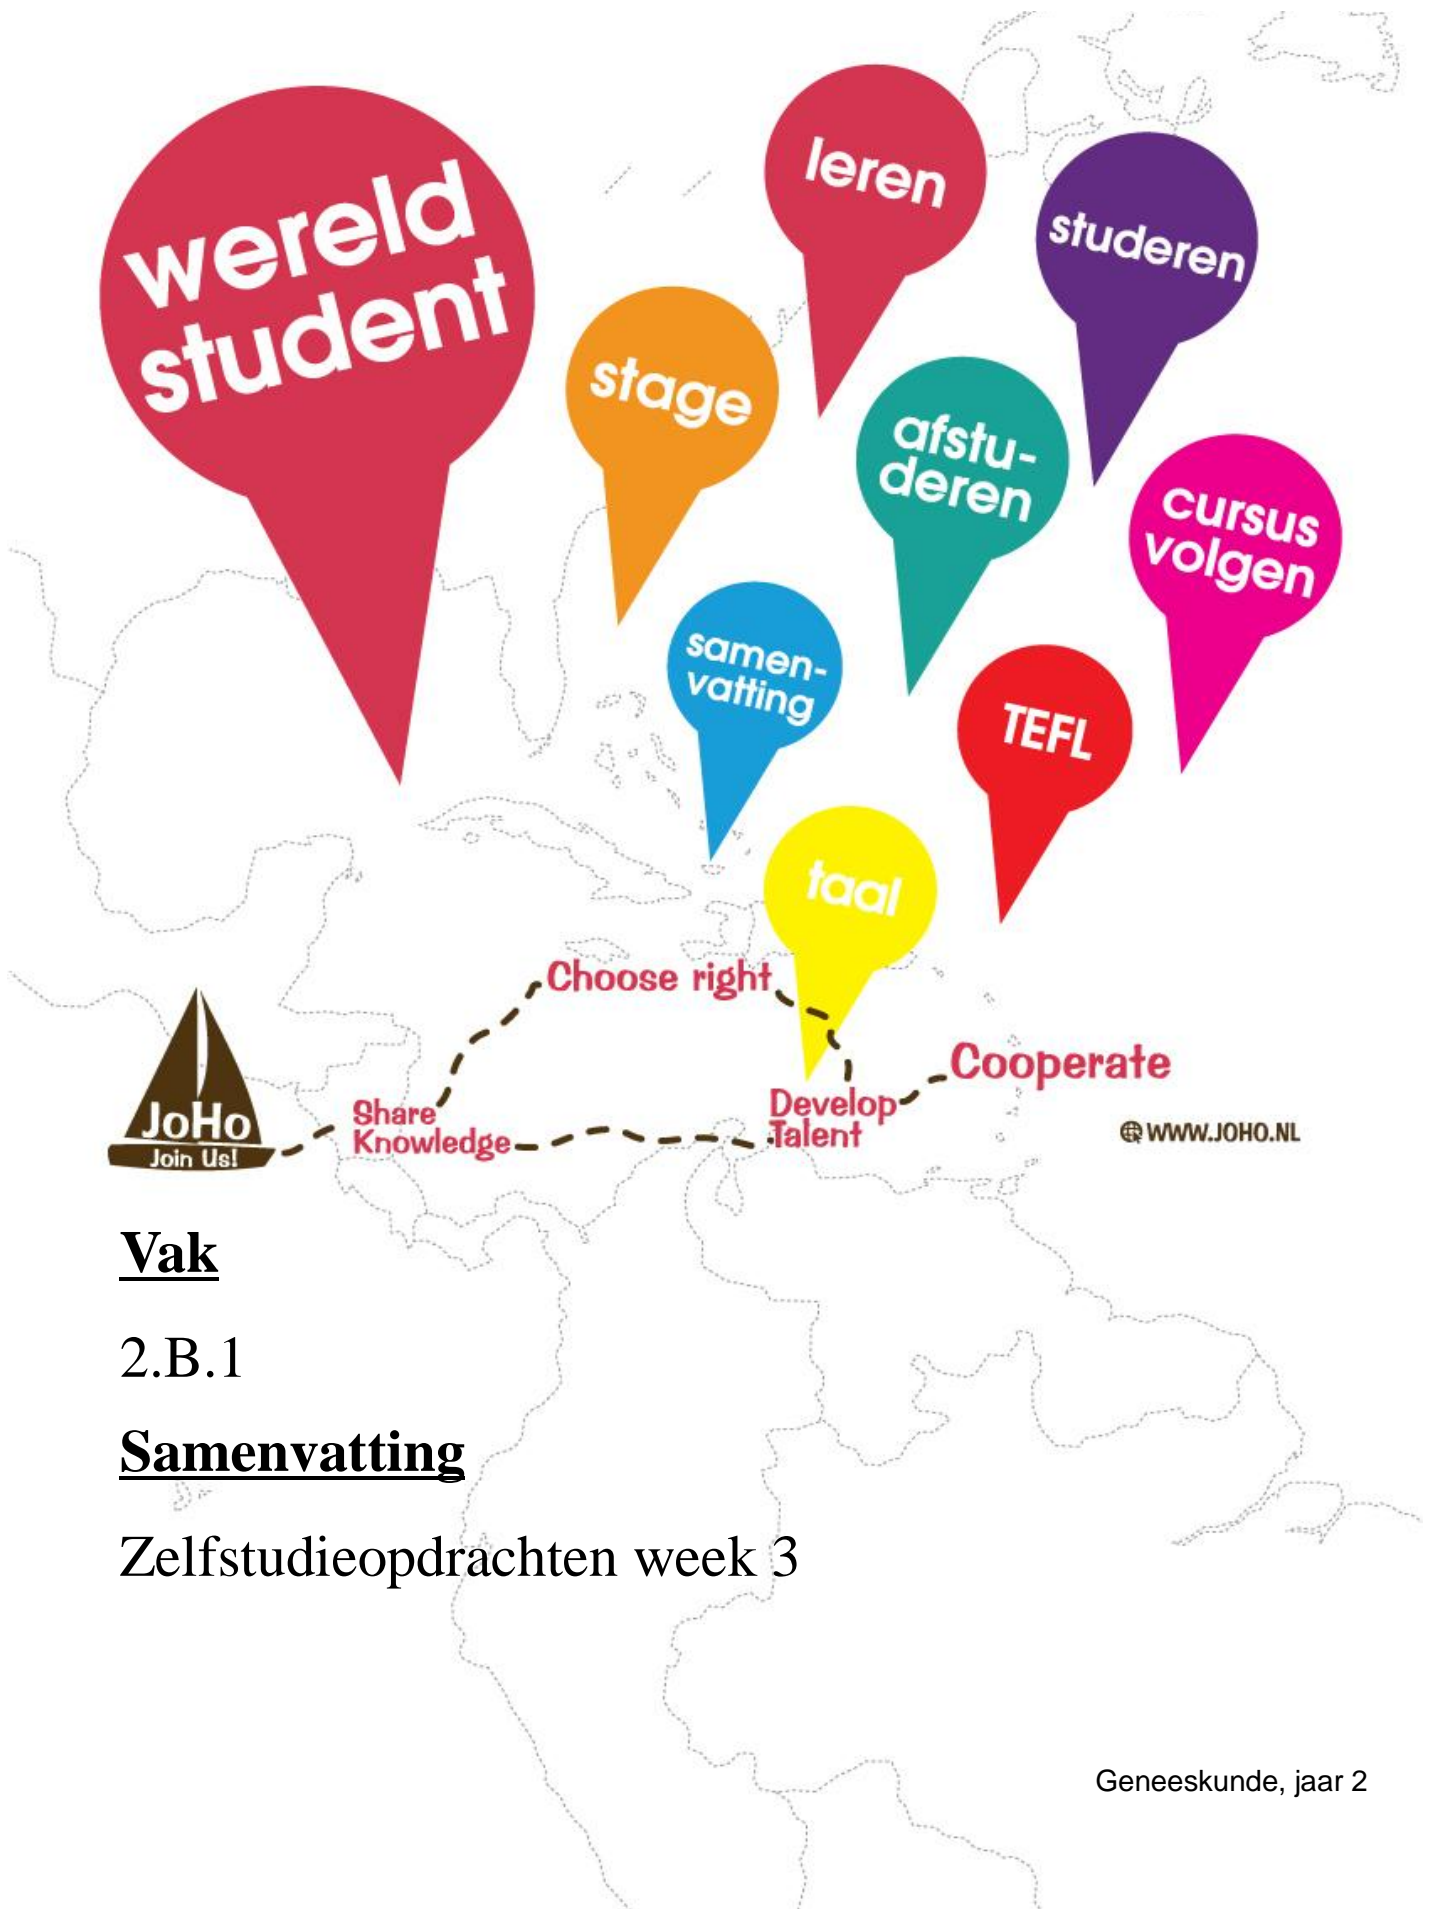 wereld
student
leren
studeren
stage
afstu-
deren
cursus
volgen
samen-
vatting
TEFL
taal
Choose right
Cooperate
JoHo
Join Us!
Share
Knowledge
Develop
Talent
WWW.JOHO.NL
Vak
2.B.1
Samenvatting
Zelfstudieopdrachten week 3
Geneeskunde, jaar 2